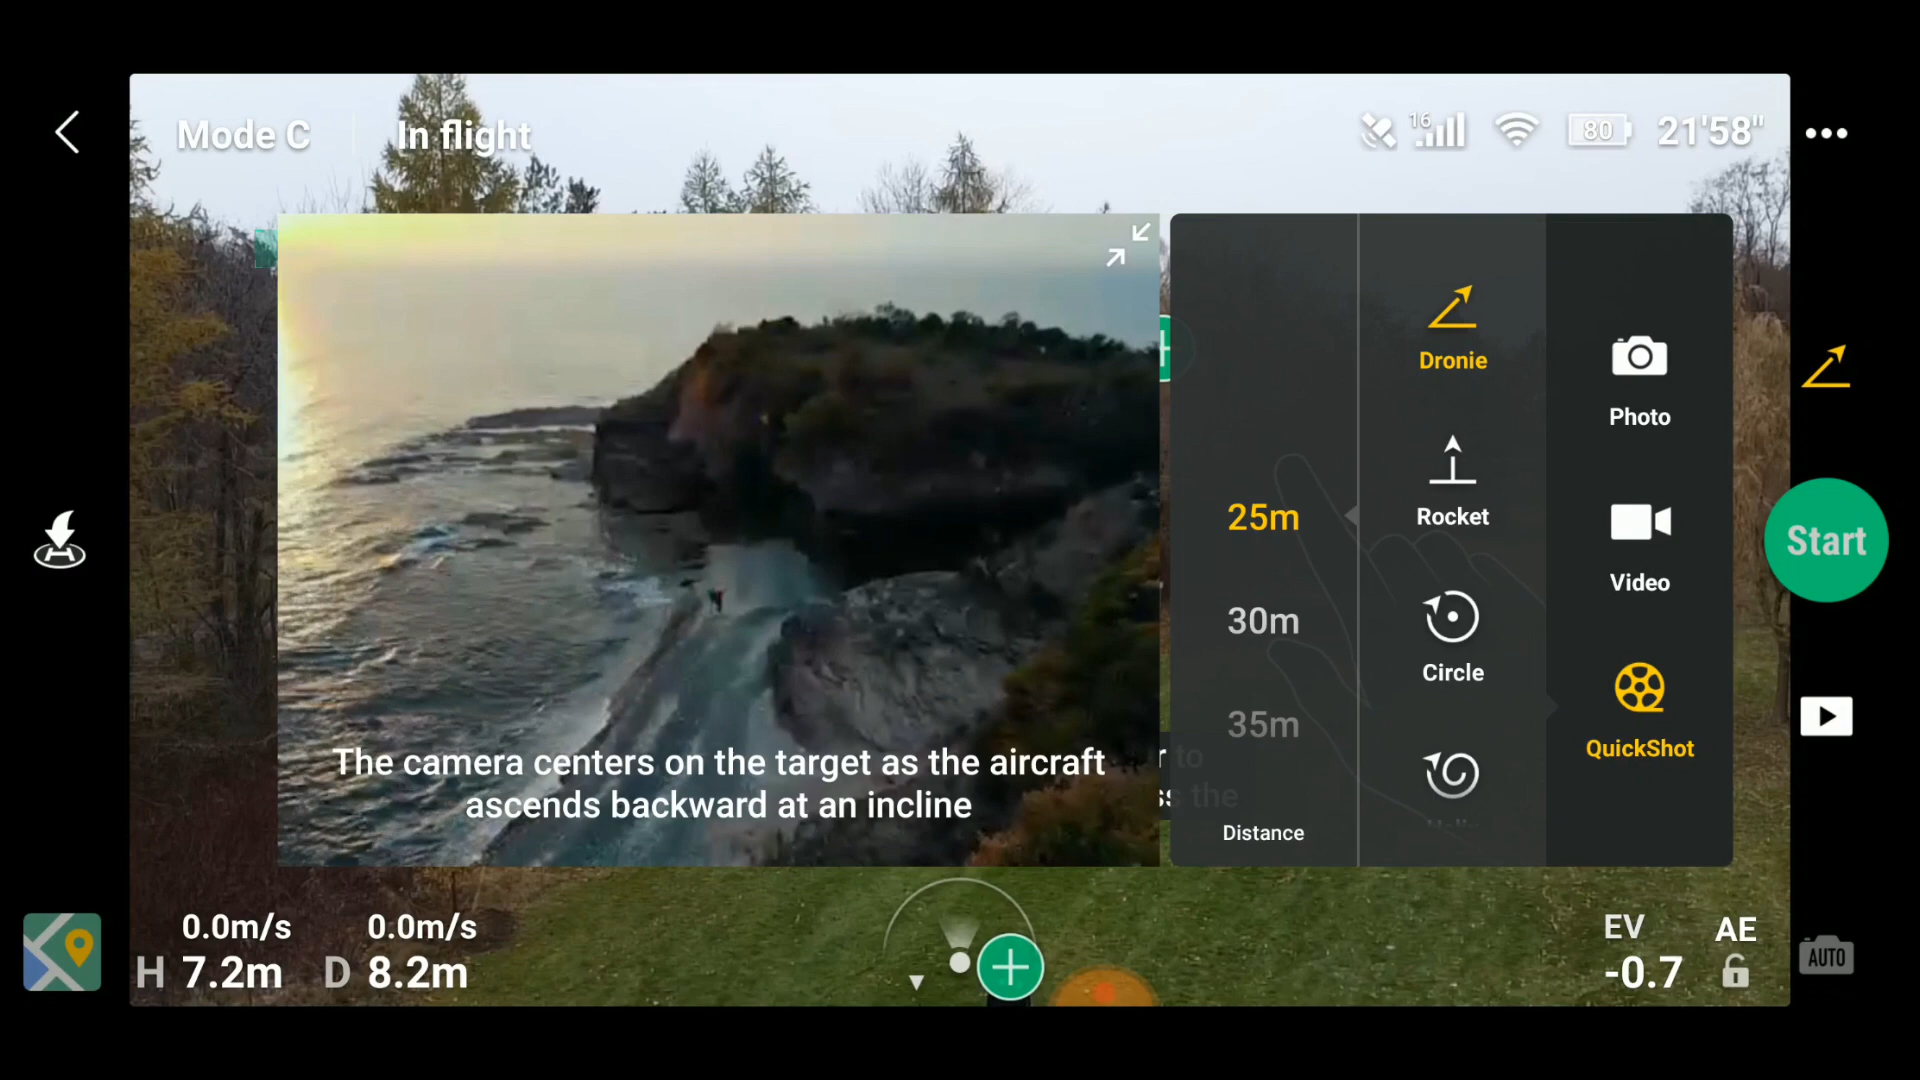 Mode C
In flight
16
80
21'58"
Dronie
Photo
25m
Rocket
Start
Video
30m
Circle
35m
QuickShot
The camera centers on the target as the aircraft
ascends backward at an incline
to
the
Distance
0.0m/s
0.0m/s
EV
AE
H 7.2m
D 8.2m
-0.7
AUTO